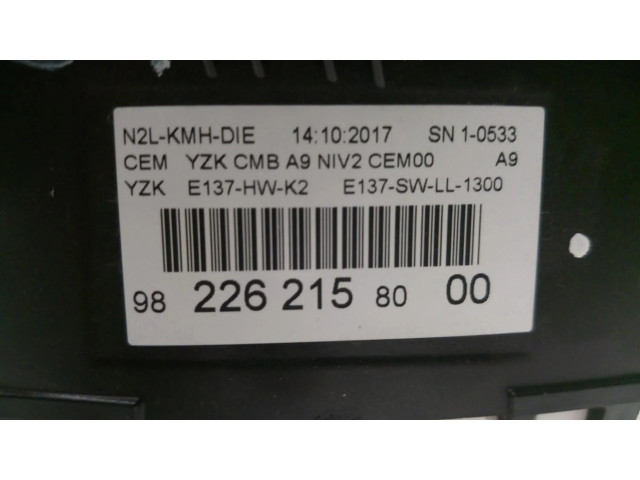 N2L-KMH-DIE 14:10:2017 SN 1-0533
CEM YZK CMB A9 NIV2 CEM00 A9
YZK E137-HW-K2 E137-SW-LL-1300
98 226 215 80 00